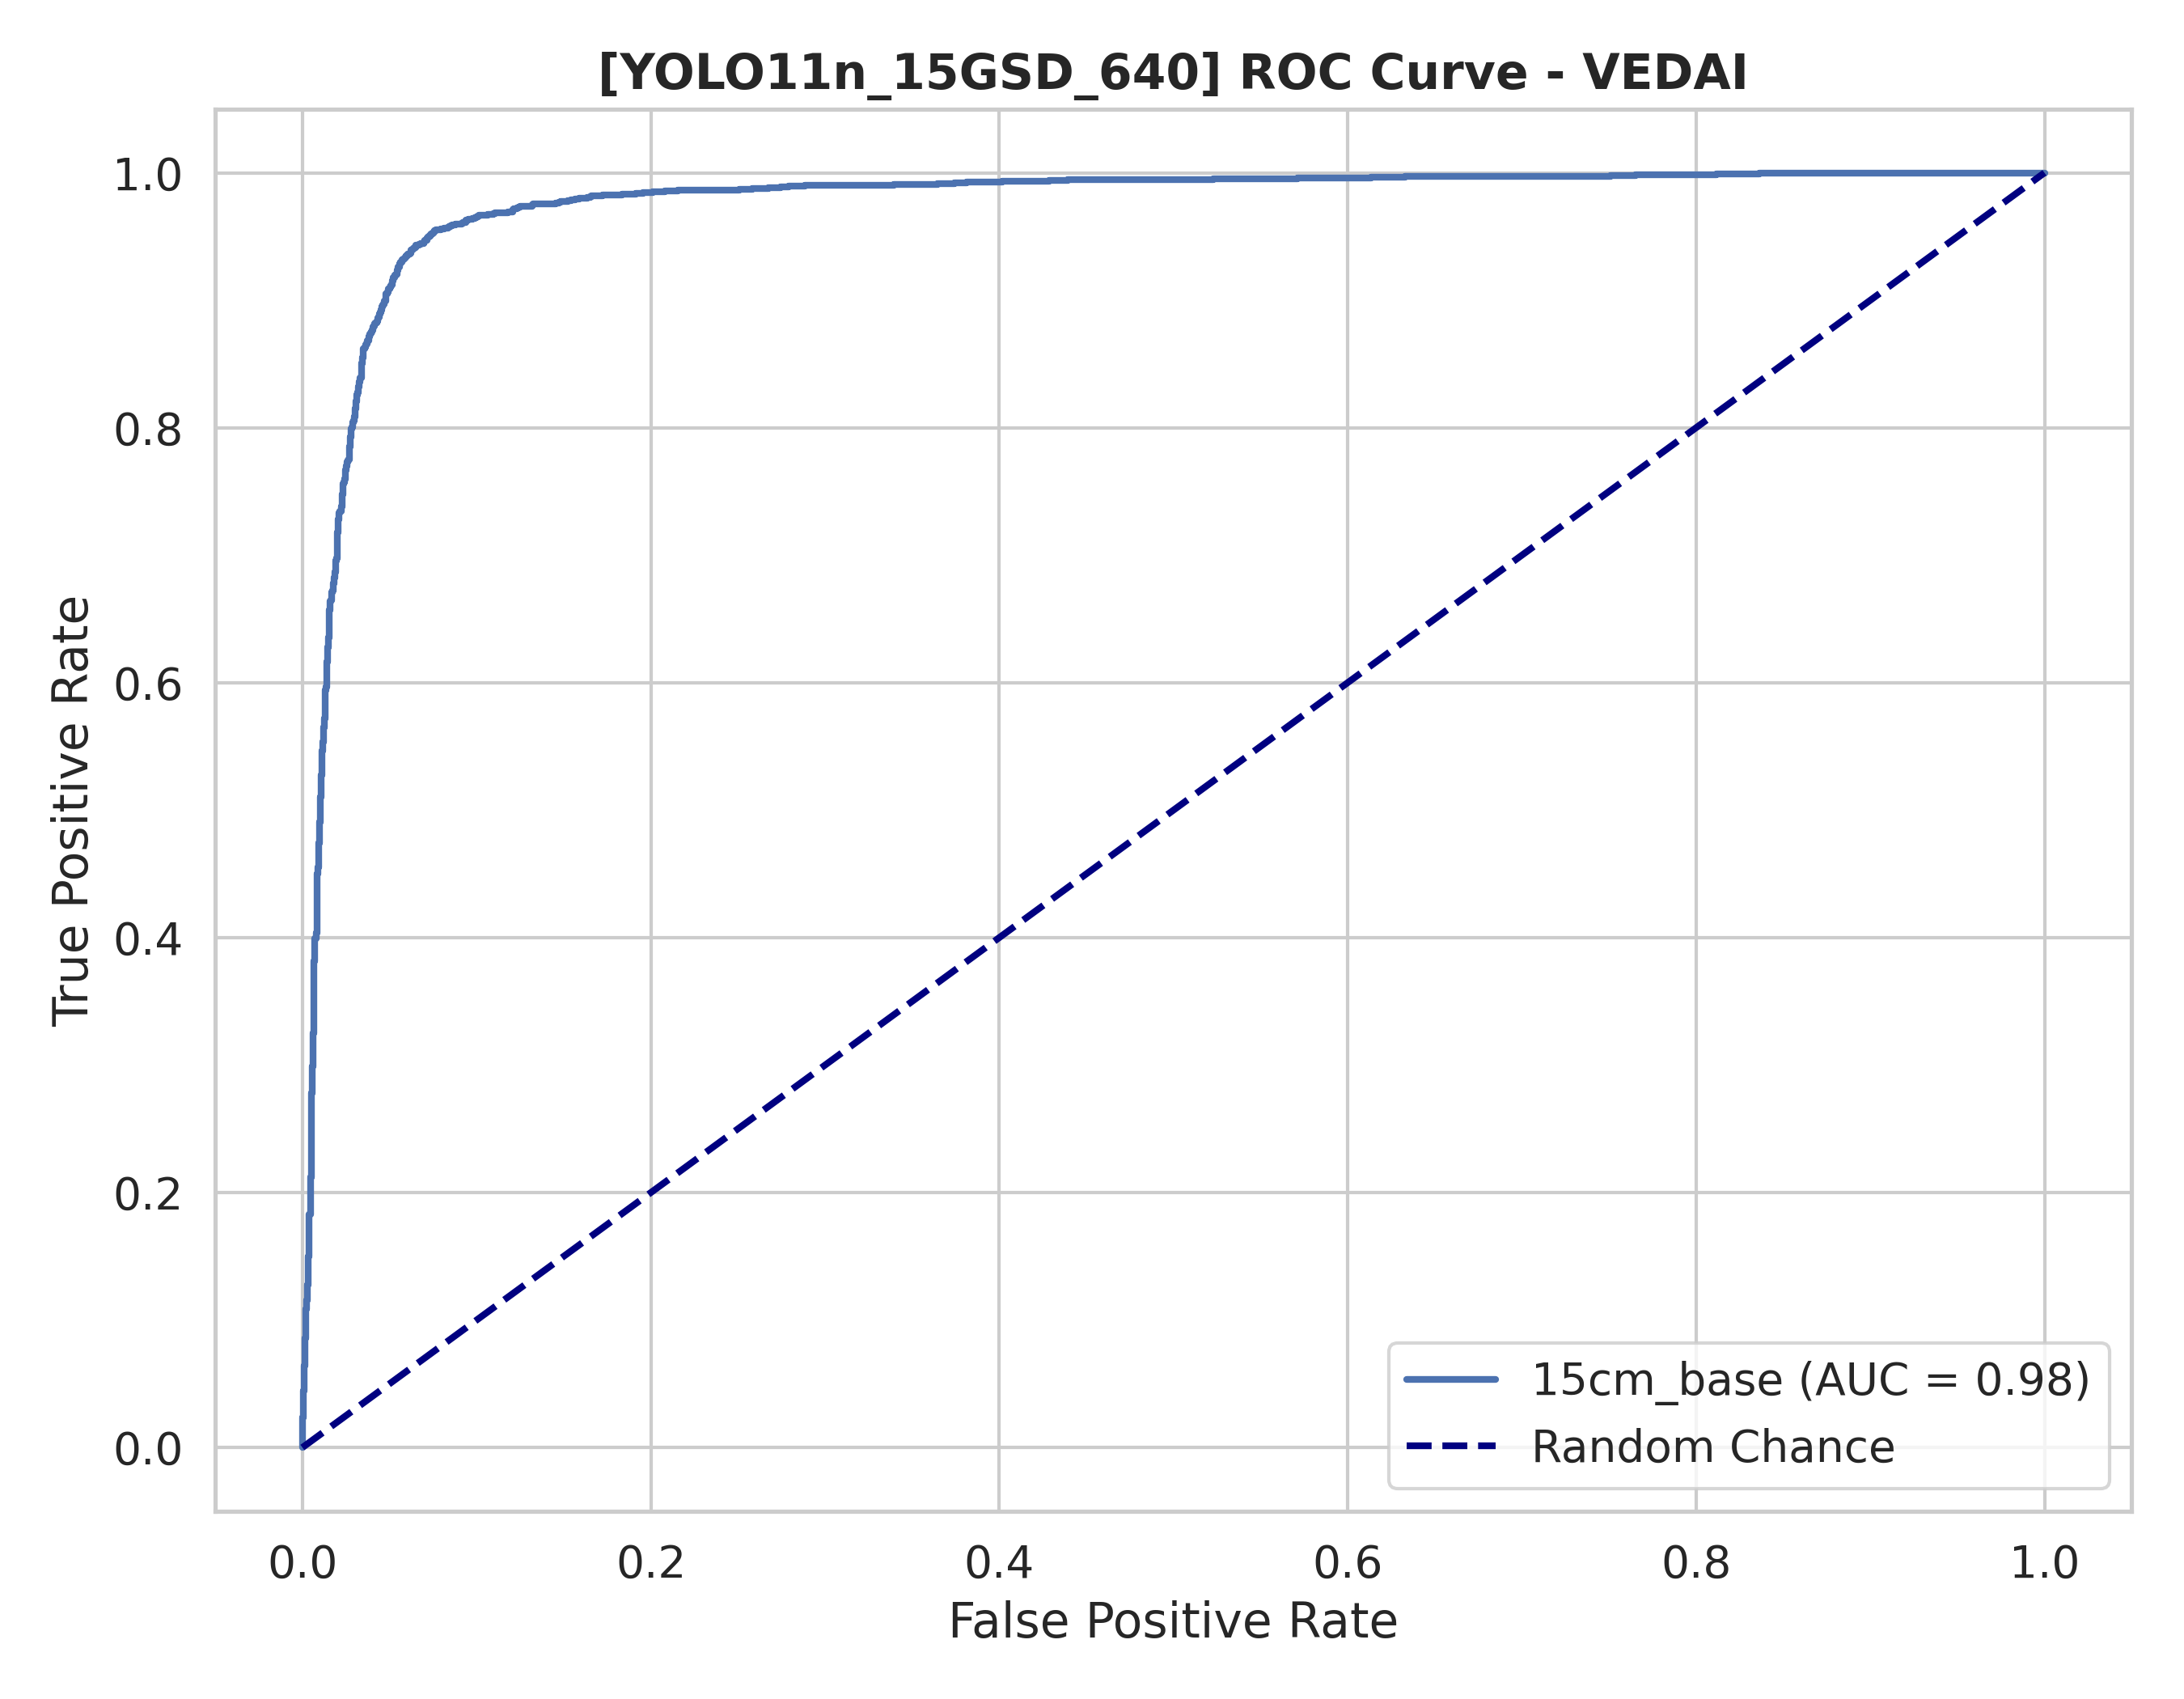 [YOLO11n_15GSD_640] ROC Curve - VEDAI
True Positive Rate
1.0
0.8
0.6
0.4
0.2
0.0
15cm_base (AUC = 0.98)
Random Chance
0.0 0.2 0.4 0.6 0.8 1.0
False Positive Rate